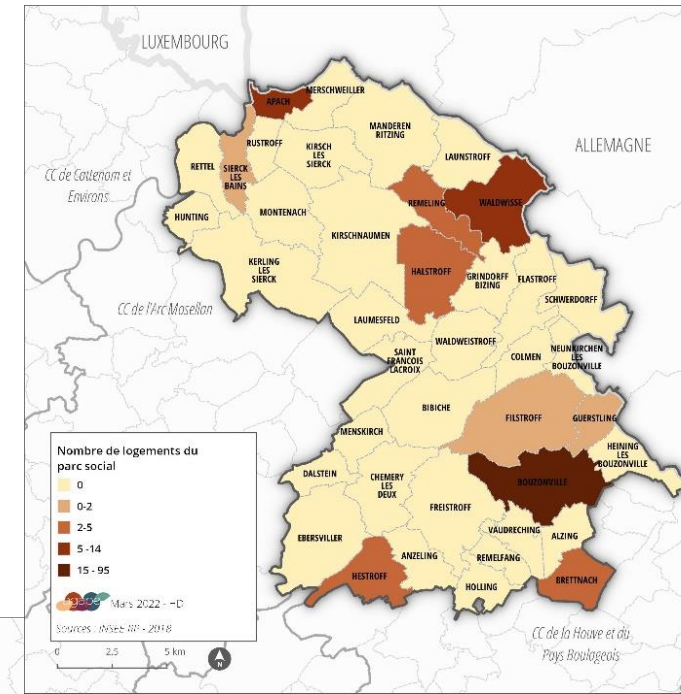 LUXEMBOURG
MERSCHWEILLER
APACH
MANDEREN
RITZING
ALLEMAGNE
RUSTROFF
KIRSCH
LES
SIERCK
LAUNSTROFF
RETTEL
SIERCK
LES
BAINS
CC de Cattenom et
Environs
REMELING
WALDWISSE
HUNTING
MONTENACH
KIRSCHNAUMEN
KERLING
LES
SIERCK
HALSTROFF
GRINDORFF
BIZING
FLASTROFF
SCHWERDORFF
CC de l'Arc Mosellan
LAUMESFELD
WALDWEISTROFF
SAINT
FRANCOIS
LACROIX
COLMEN
NEUNKIRCHEN
LES
BOUZONVILLE
BIBICHE
FILSTROFF
GUERSTLING
MENSKIRCH
HEINING
LES
BOUZONVILLE
DALSTEIN
CHEMERY
LES
DEUX
BOUZONVILLE
FREISTROFF
EBERSVILLER
VAUDRECHING
ALZING
ANZELING
REMELFANG
HESTROFF
HOLLING
BRETTNACH
CC de la Houve et du
Pays Boulageois
Nombre de logements du
parc social
0
0-2
2-5
5 -14
15 - 95
agape Mars 2022 - HD
Sources : INSEE RP - 2018
0 2.5 5 km
N